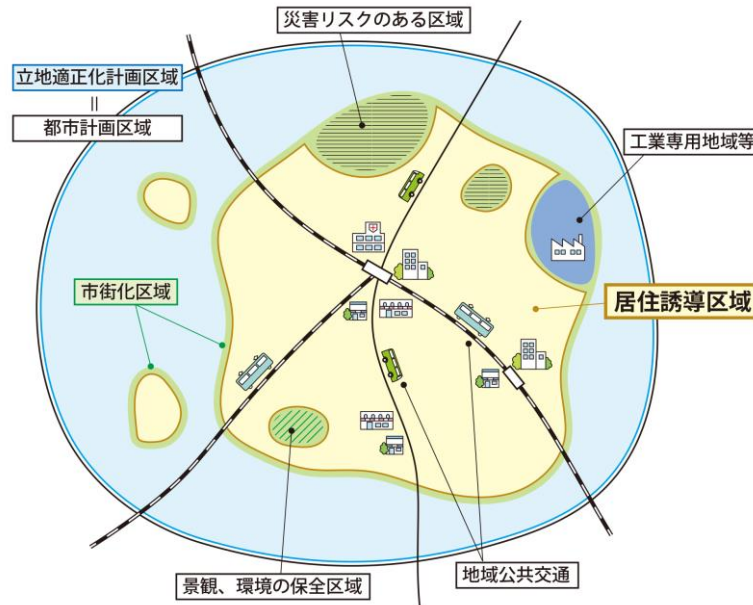 災害リスクのある区域
立地適正化計画区域
=
都市計画区域
工業専用地域等
市街化区域
居住誘導区域
景観、環境の保全区域
地域公共交通